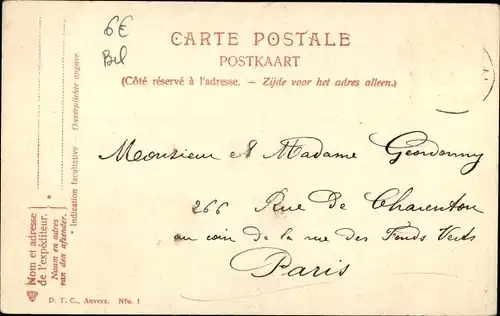 6€
Bel
CARTE POSTALE
POSTKAART
(Côté réservé à l'adresse. — Zijde voor het adres alleen.)
Monsieur et Madame
266 Rue De Charenton
au coin de la rue des Fonds Verts
Paris
* Indication facultative — Onverplichte opgave.
Nom et adresse
de l'expéditeur.
Naam en adres
van den afzender.
*
D. T. C., Anvers. Nfu. 1